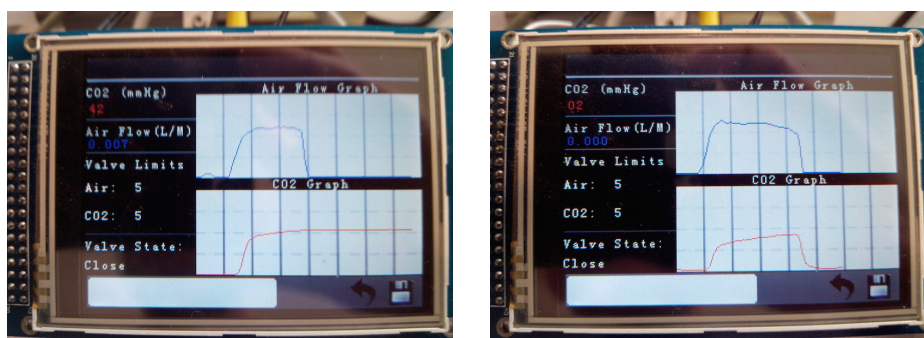 CO2 (mmHg)
42
Air Flow(L/M)
0.007
Valve Limits
Air: 5
CO2: 5
Valve State:
Close
Air Flow Graph
CO2 Graph
CO2 (mmHg)
02
Air Flow(L/M)
0.000
Valve Limits
Air: 5
CO2: 5
Valve State:
Close
Air Flow Graph
CO2 Graph